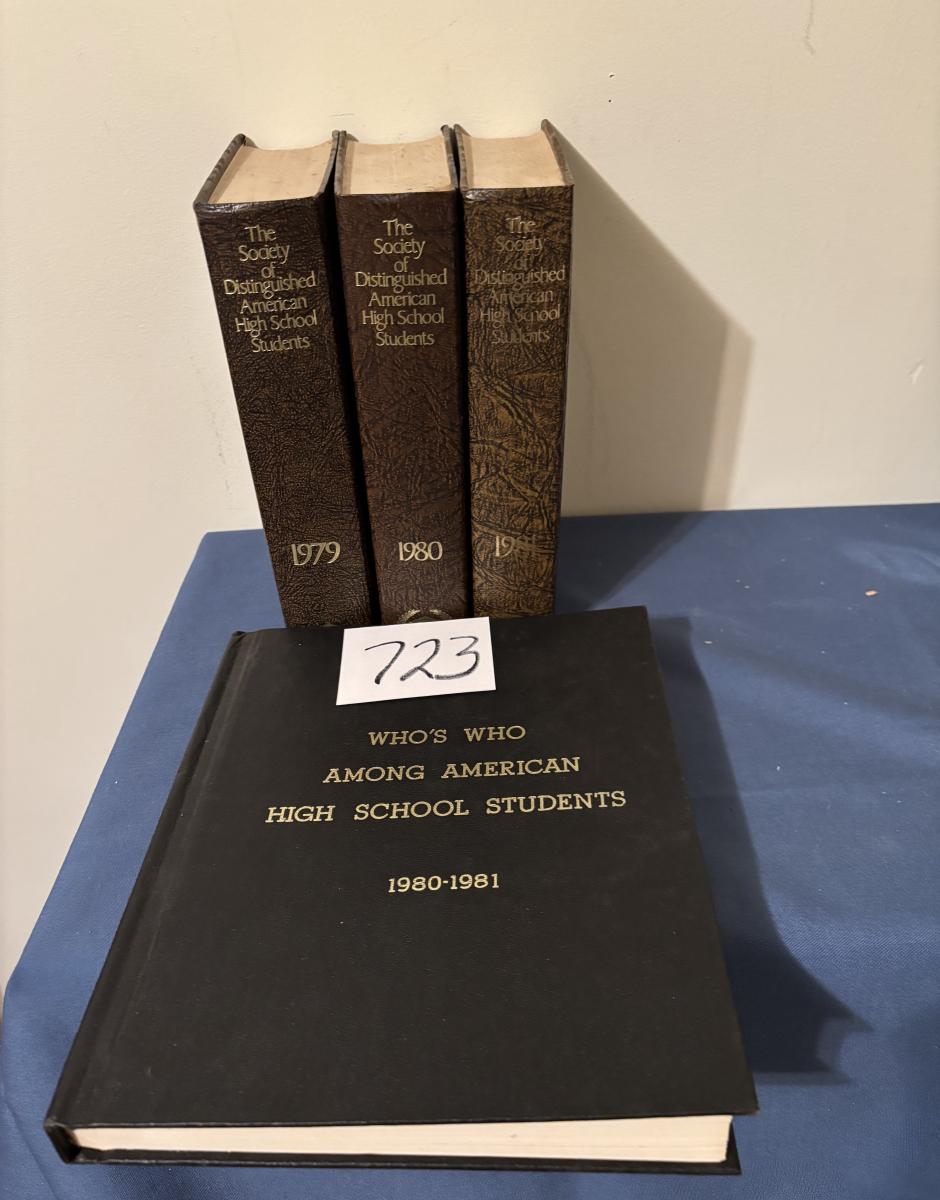 The
Society
of
Distinguished
American
High School
Students
1979
The
Society
of
Distinguished
American
High School
Students
1980
The
Society
of
Distinguished
American
High School
Students
723
WHO'S WHO
AMONG AMERICAN
HIGH SCHOOL STUDENTS
1980-1981